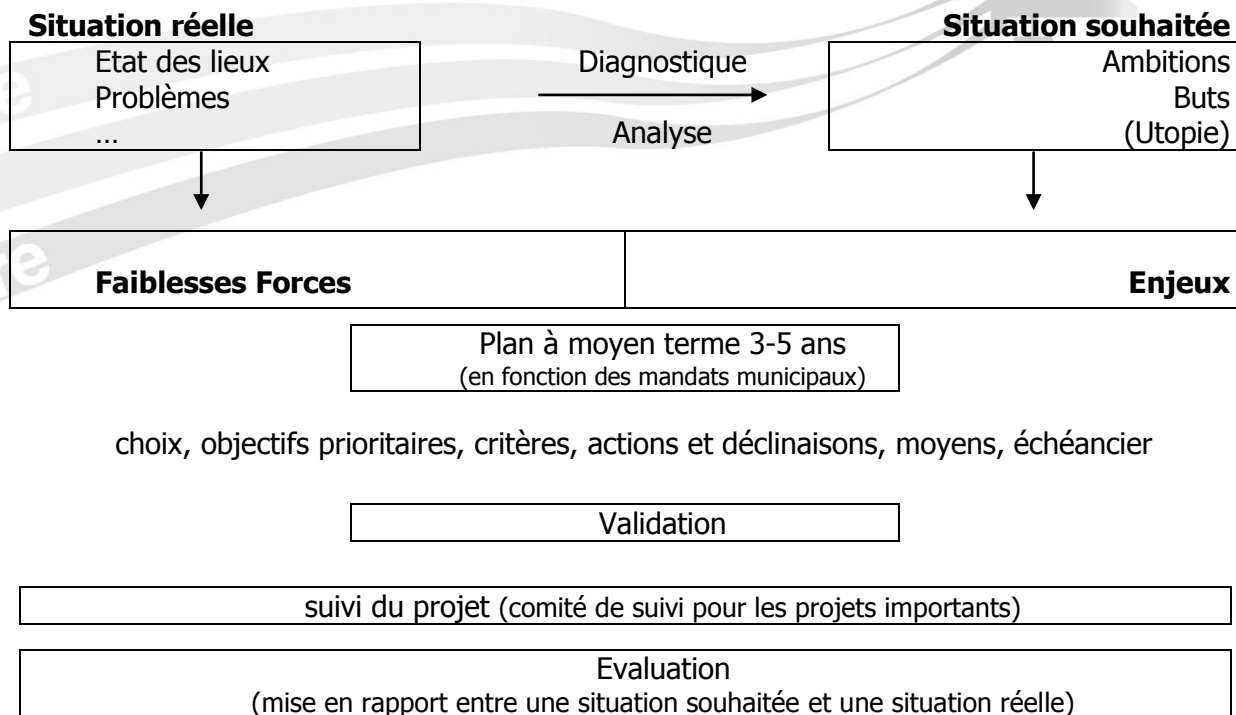 Situation réelle
Situation souhaitée
Etat des lieux
Problèmes
…
Diagnostique
Analyse
Ambitions
Buts
(Utopie)
Faiblesses Forces
Enjeux
Plan à moyen terme 3-5 ans
(en fonction des mandats municipaux)
choix, objectifs prioritaires, critères, actions et déclinaisons, moyens, échéancier
Validation
suivi du projet (comité de suivi pour les projets importants)
Evaluation
(mise en rapport entre une situation souhaitée et une situation réelle)